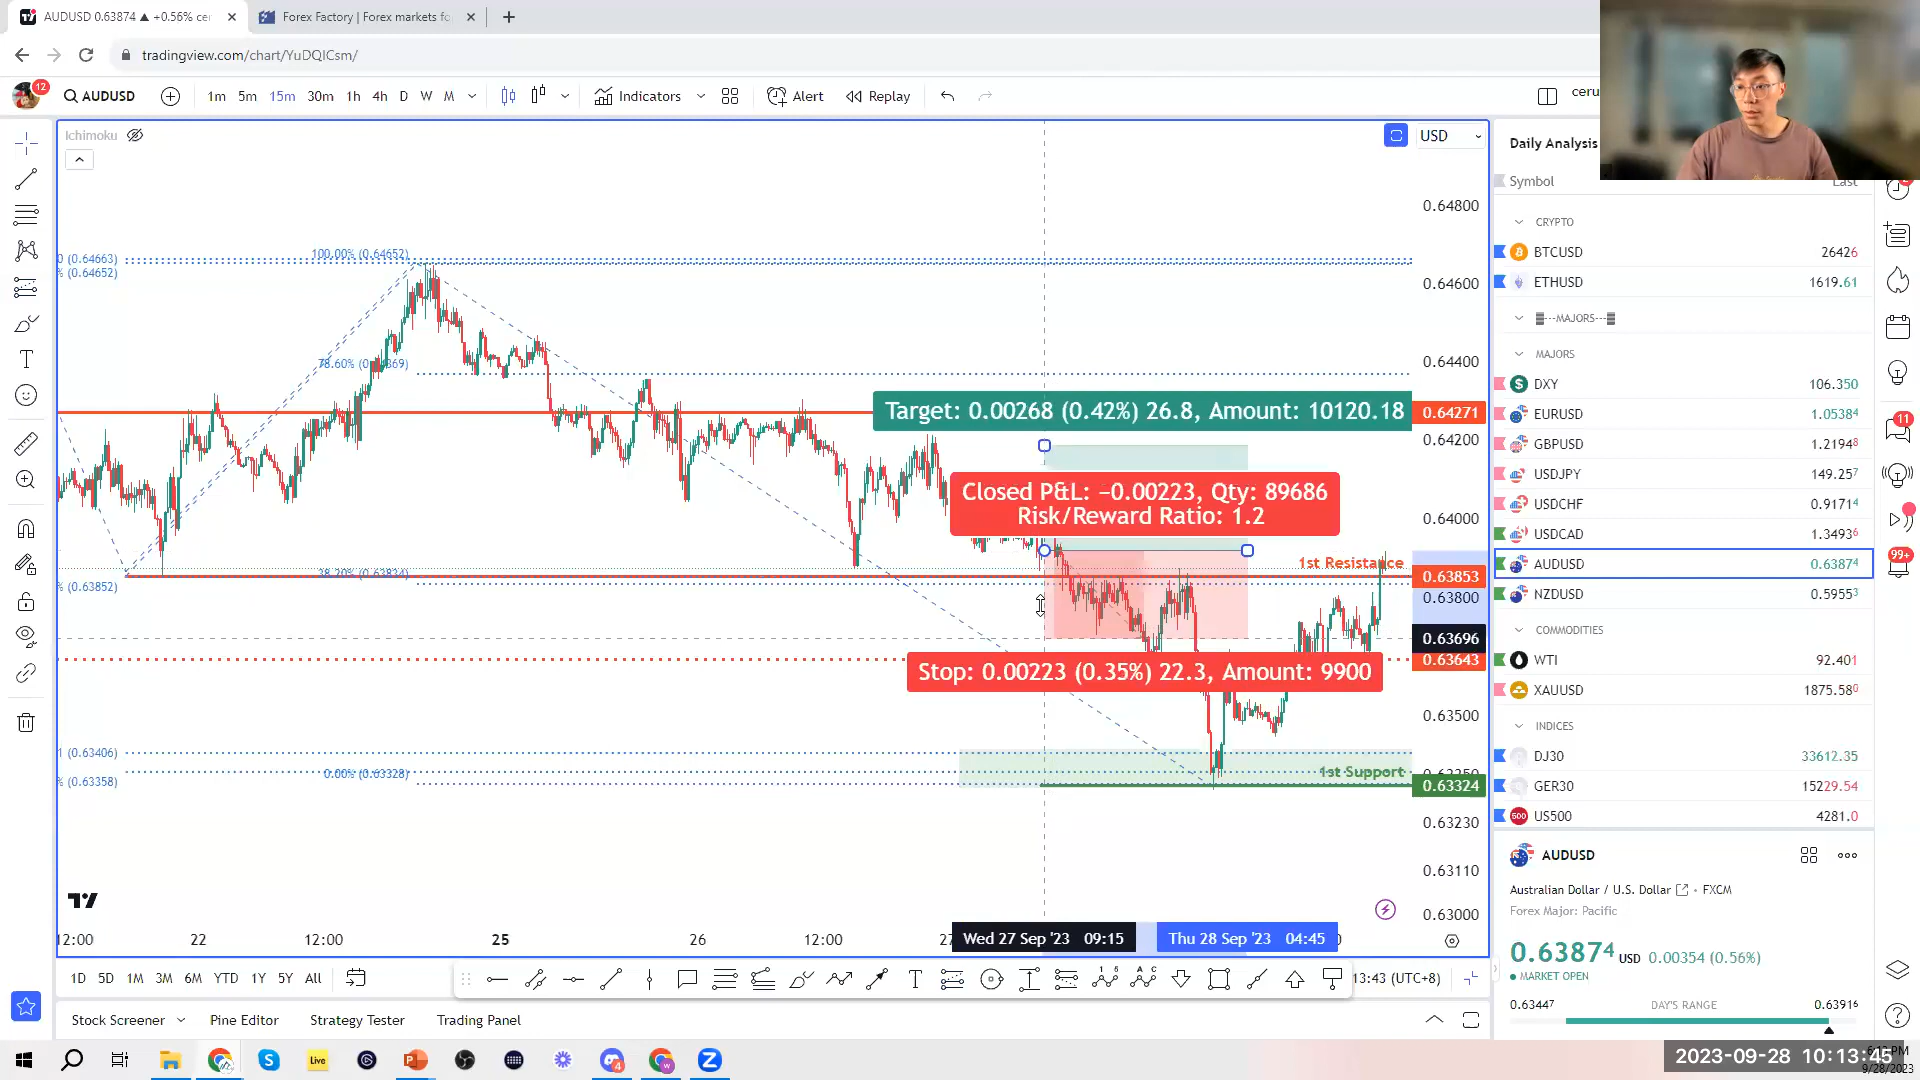 AUDUSD 0.63874 ▲ +0.56% cer
Forex Factory | Forex markets fo
tradingview.com/chart/YuDQICsm/
12
AUDUSD
1m 5m 15m 30m 1h 4h D W M
Indicators
Alert
Replay
ceru
Ichimoku
USD
0.64800
0.64600
0.64400
0.64271
0.64200
0.64000
0.63853
0.63800
0.63696
0.63643
0.63500
0.63324
0.63230
0.63110
0.63000
0 (0.64663)
% (0.64652)
100.00% (0.64652)
Target: 0.00268 (0.42%) 26.8, Amount: 10120.18
Closed P&L: −0.00223, Qty: 89686
Risk/Reward Ratio: 1.2
1st Resistance
38.20% (0.63834)
% (0.63852)
Stop: 0.00223 (0.35%) 22.3, Amount: 9900
1 (0.63406)
0.00% (0.63328)
% (0.63358)
1st Support
12:00 22 12:00 25 26 12:00
Wed 27 Sep '23 09:15
Thu 28 Sep '23 04:45
1D 5D 1M 3M 6M YTD 1Y 5Y All
13:43 (UTC+8)
Stock Screener
Pine Editor
Strategy Tester
Trading Panel
Daily Analysis
Symbol
Last
CRYPTO
BTCUSD 26426
ETHUSD 1619.61
---MAJORS---
MAJORS
DXY 106.350
EURUSD 1.05384
GBPUSD 1.21948
USDJPY 149.257
USDCHF 0.91714
USDCAD 1.34936
AUDUSD 0.63874
NZDUSD 0.59553
COMMODITIES
WTI 92.401
XAUUSD 1875.580
INDICES
DJ30 33612.35
GER30 15229.54
US500 4281.0
AUDUSD
Australian Dollar / U.S. Dollar • FXCM
Forex Major: Pacific
0.63874 USD 0.00354 (0.56%)
MARKET OPEN
0.63447 DAY'S RANGE 0.63916
11
99+
Live
4
2023-09-28 10:13:45
9/28/2023